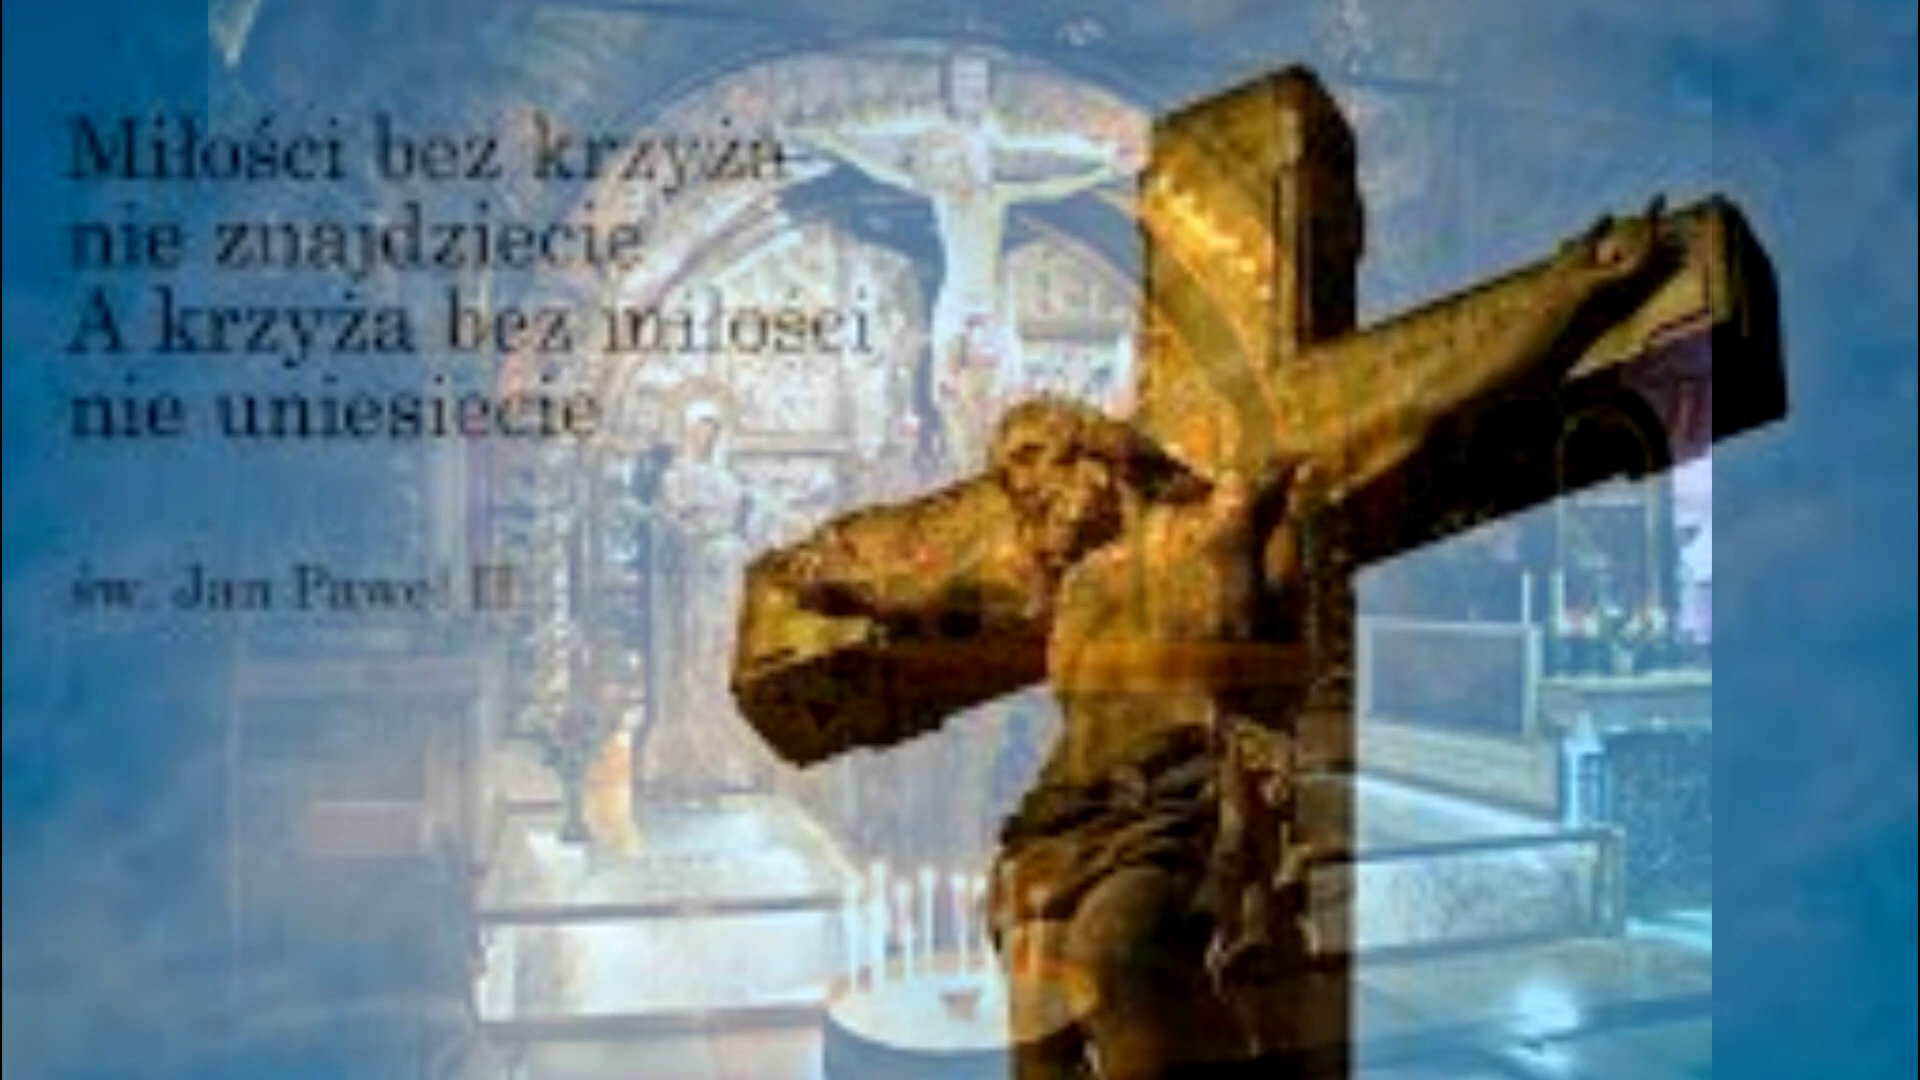 Miłości bez krzyża
nie znajdziecie
A krzyża bez miłości
nie uniesiecie
św. Jan Paweł II